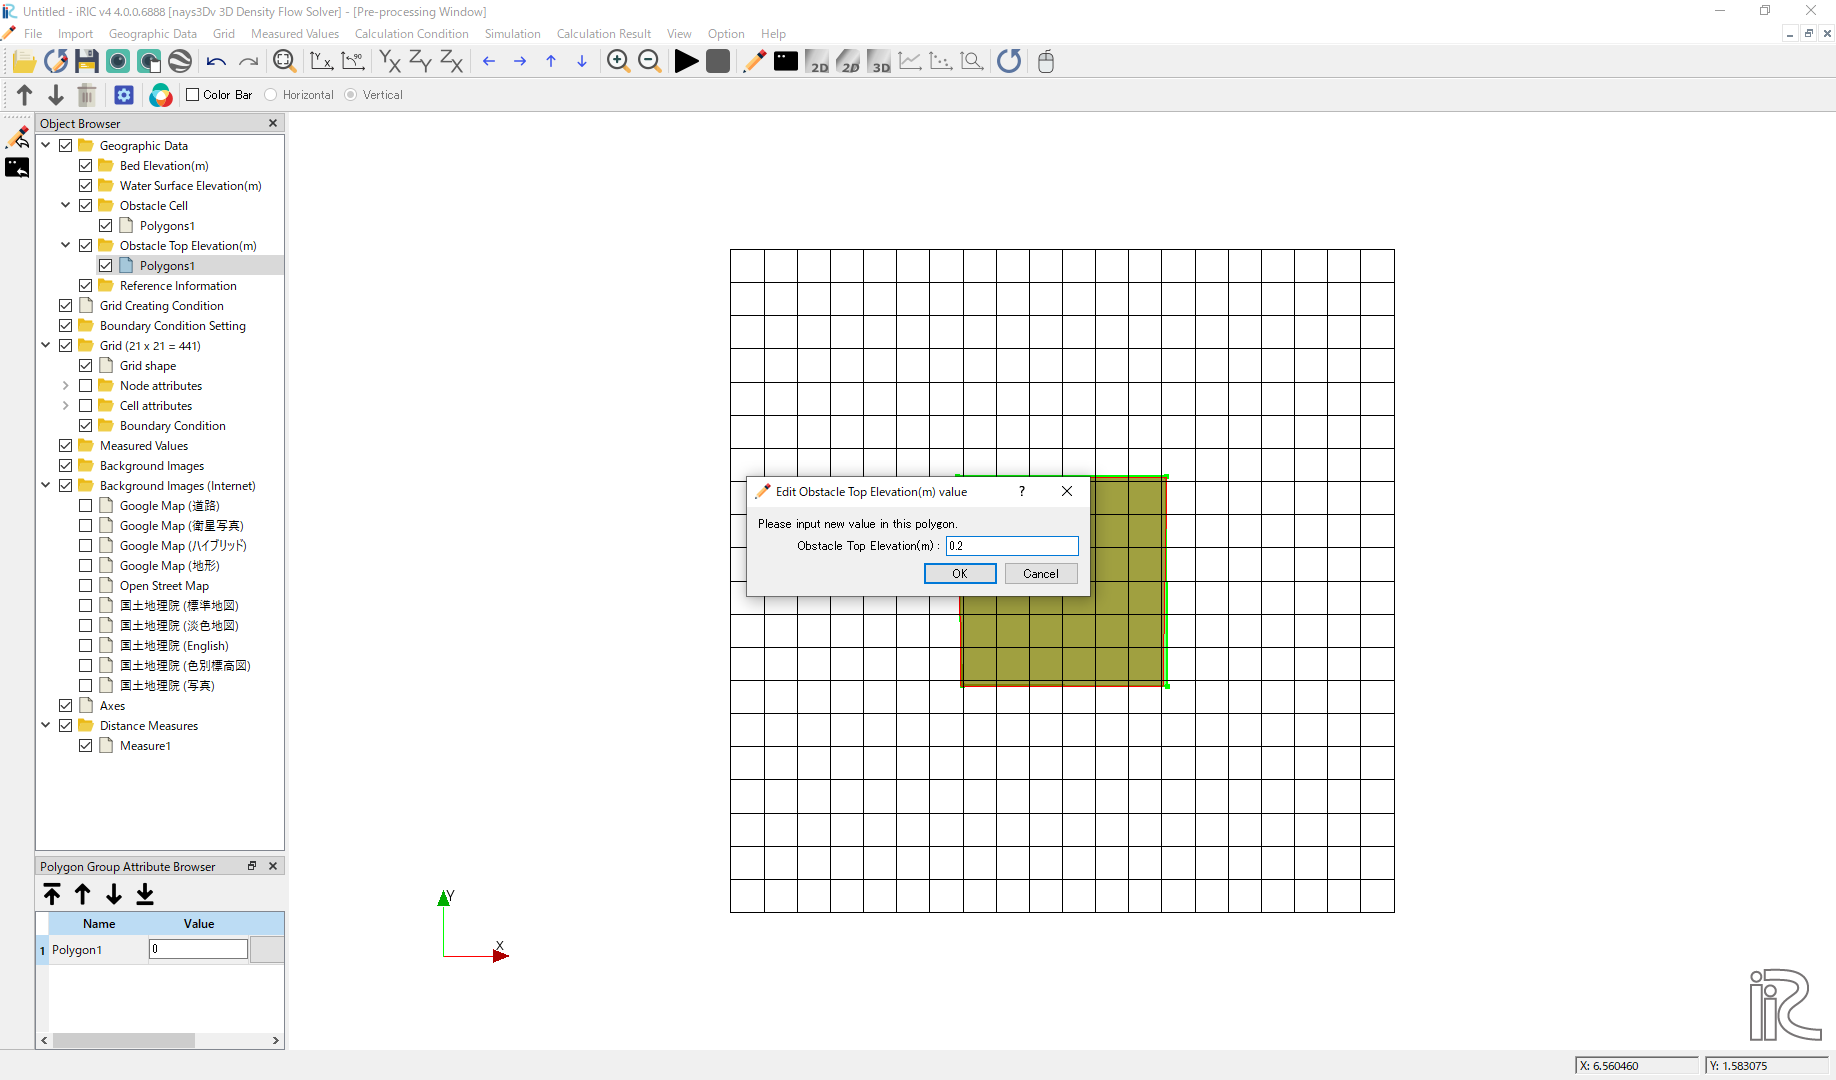 Untitled - iRIC v4 4.0.0.6888 [nays3Dv 3D Density Flow Solver] - [Pre-processing Window]
File Import Geographic Data Grid Measured Values Calculation Condition Simulation Calculation Result View Option Help
2D 2D 3D
Color Bar Horizontal Vertical
Object Browser
Geographic Data
Bed Elevation(m)
Water Surface Elevation(m)
Obstacle Cell
Polygons1
Obstacle Top Elevation(m)
Polygons1
Reference Information
Grid Creating Condition
Boundary Condition Setting
Grid (21 x 21 = 441)
Grid shape
Node attributes
Cell attributes
Boundary Condition
Measured Values
Background Images
Background Images (Internet)
Google Map (道路)
Google Map (衛星写真)
Google Map (ハイブリッド)
Google Map (地形)
Open Street Map
国土地理院 (標準地図)
国土地理院 (淡色地図)
国土地理院 (English)
国土地理院 (色別標高図)
国土地理院 (写真)
Axes
Distance Measures
Measure1
Edit Obstacle Top Elevation(m) value
Please input new value in this polygon.
Obstacle Top Elevation(m) : 0.2
OK Cancel
Polygon Group Attribute Browser
Name Value
1 Polygon1 0
Y
X
iRIC
X: 6.560460 Y: 1.583075